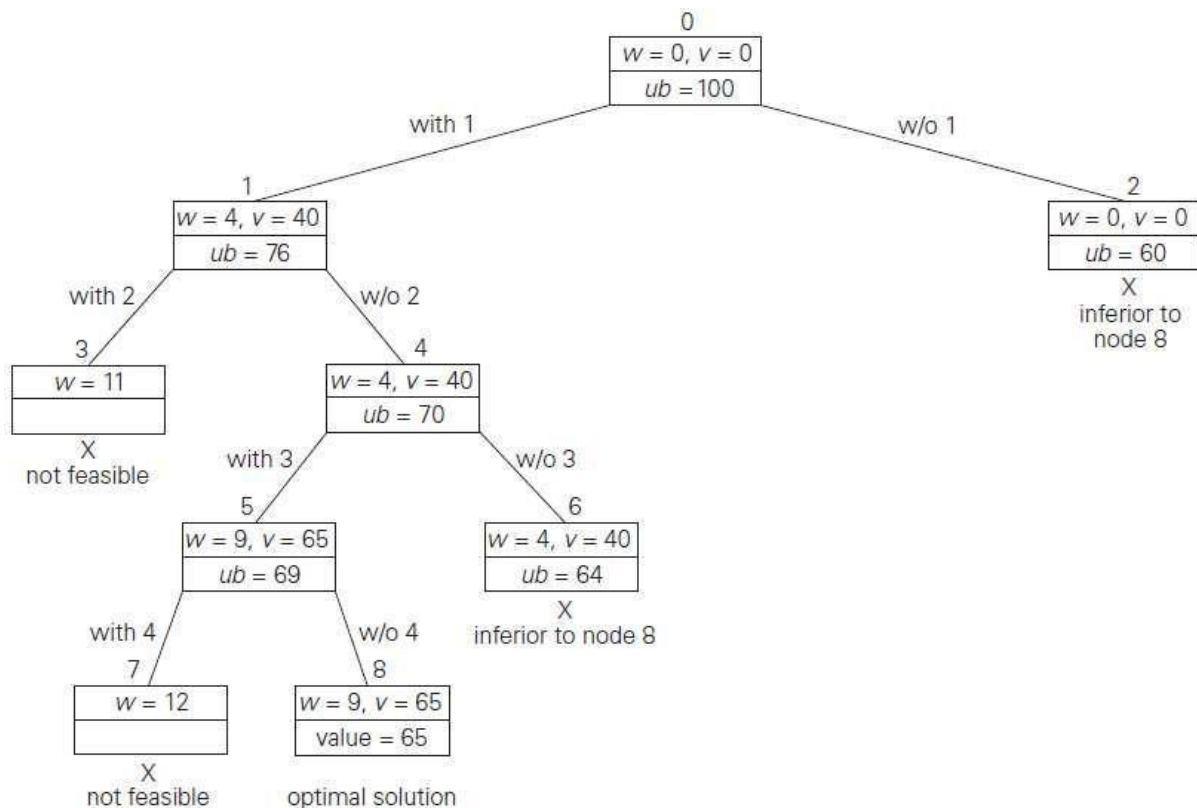 0
w = 0, v = 0
ub = 100
with 1
w/o 1
1
w = 4, v = 40
ub = 76
2
w = 0, v = 0
ub = 60
X
inferior to
node 8
with 2
w/o 2
3
w = 11
X
not feasible
4
w = 4, v = 40
ub = 70
with 3
w/o 3
5
w = 9, v = 65
ub = 69
6
w = 4, v = 40
ub = 64
X
inferior to node 8
with 4
w/o 4
7
w = 12
X
not feasible
8
w = 9, v = 65
value = 65
optimal solution